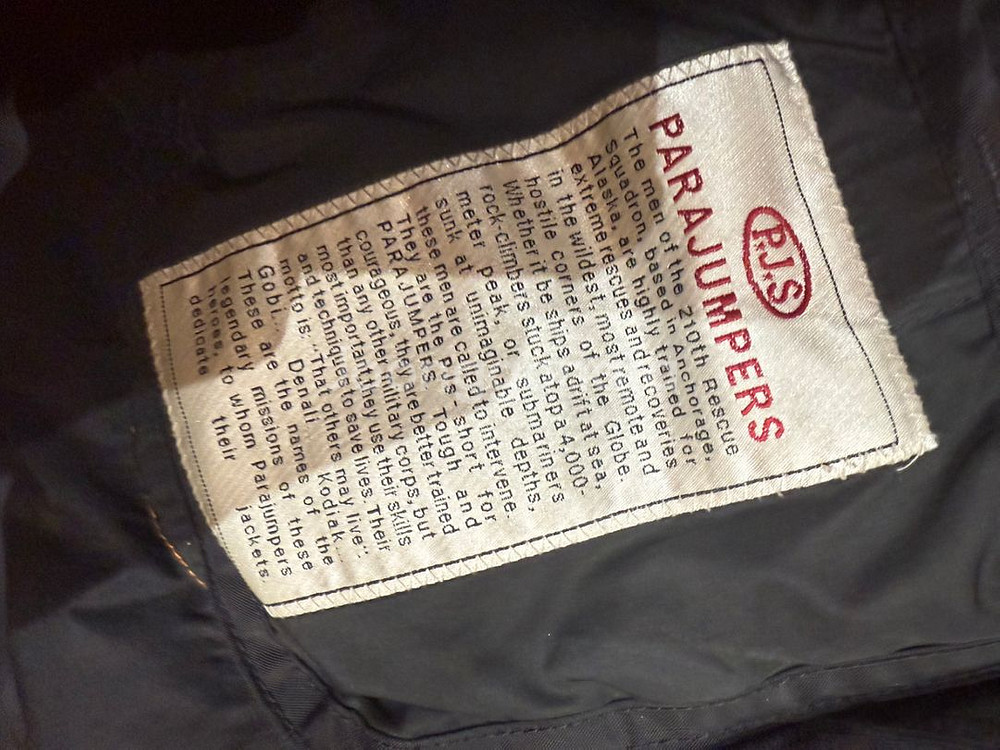 P.J.S
PARAJUMPERS
The men of the 210th Rescue
Squadron, based in Anchorage,
Alaska, are highly trained for
extreme rescues and recoveries
in the wildest, most remote and
hostile corners of the Globe.
Whether it be ships adrift at sea,
rock-climbers stuck atop a 4,000-
meter peak, or submariners
sunk at unimaginable depths,
these men are called to intervene.
They are the PJs short for
PARAJUMPERS. Tough and
courageous, they are better trained
than any other military corps, but
most important they use their skills
and techniques to save lives. Their
motto is: "That others may live":
Denali... Kodiak...
Gobi... are the names of the
These missions of these
legendary Parajumpers
heroes, to whom
dedicate their jackets.